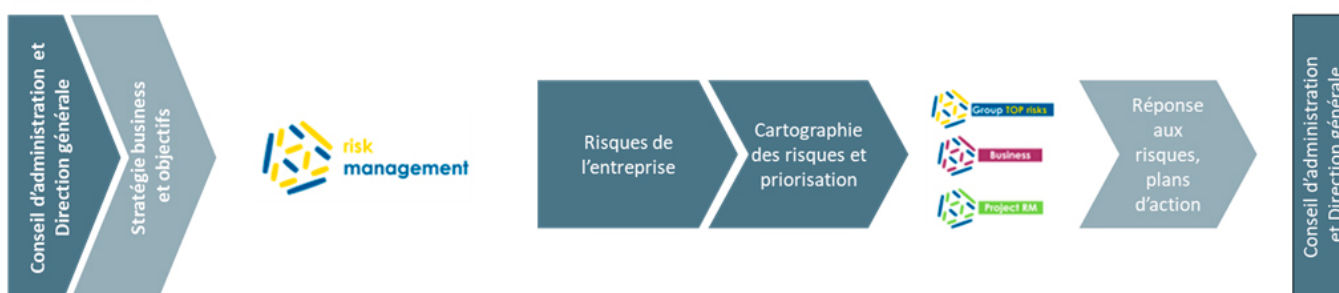 Conseil d'administration et
Direction générale
Stratégie business
et objectifs
risk
management
Risques de
l'entreprise
Cartographie
des risques et
priorisation
Group TOP risks
Business
Project RM
Réponse
aux
risques,
plans
d'action
Conseil d'administration
et Direction générale